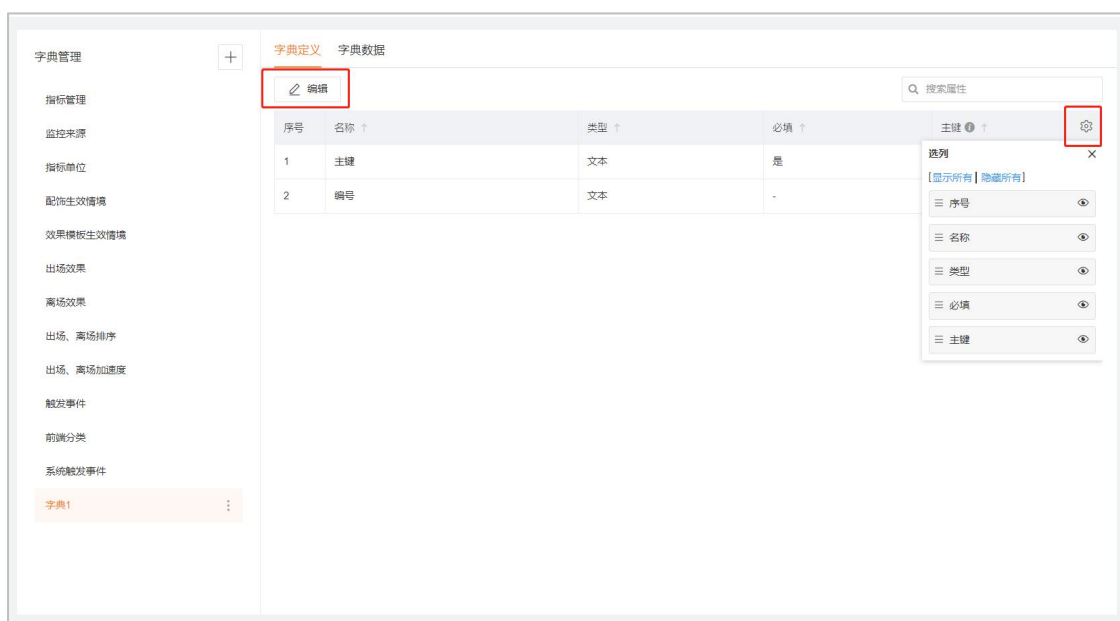 字典管理
指标管理
监控来源
指标单位
配饰生效情境
效果模板生效情境
出场效果
离场效果
出场、离场排序
出场、离场加速度
触发事件
前端分类
系统触发事件
字典1
字典定义 字典数据
编辑 搜索属性
序号 名称 类型 必填 主键
1 主键 文本 是
2 编号 文本 -
选列
[显示所有 | 隐藏所有]
序号
名称
类型
必填
主键